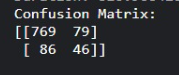 Confusion Matrix:
[[769  79]
 [ 86  46]]